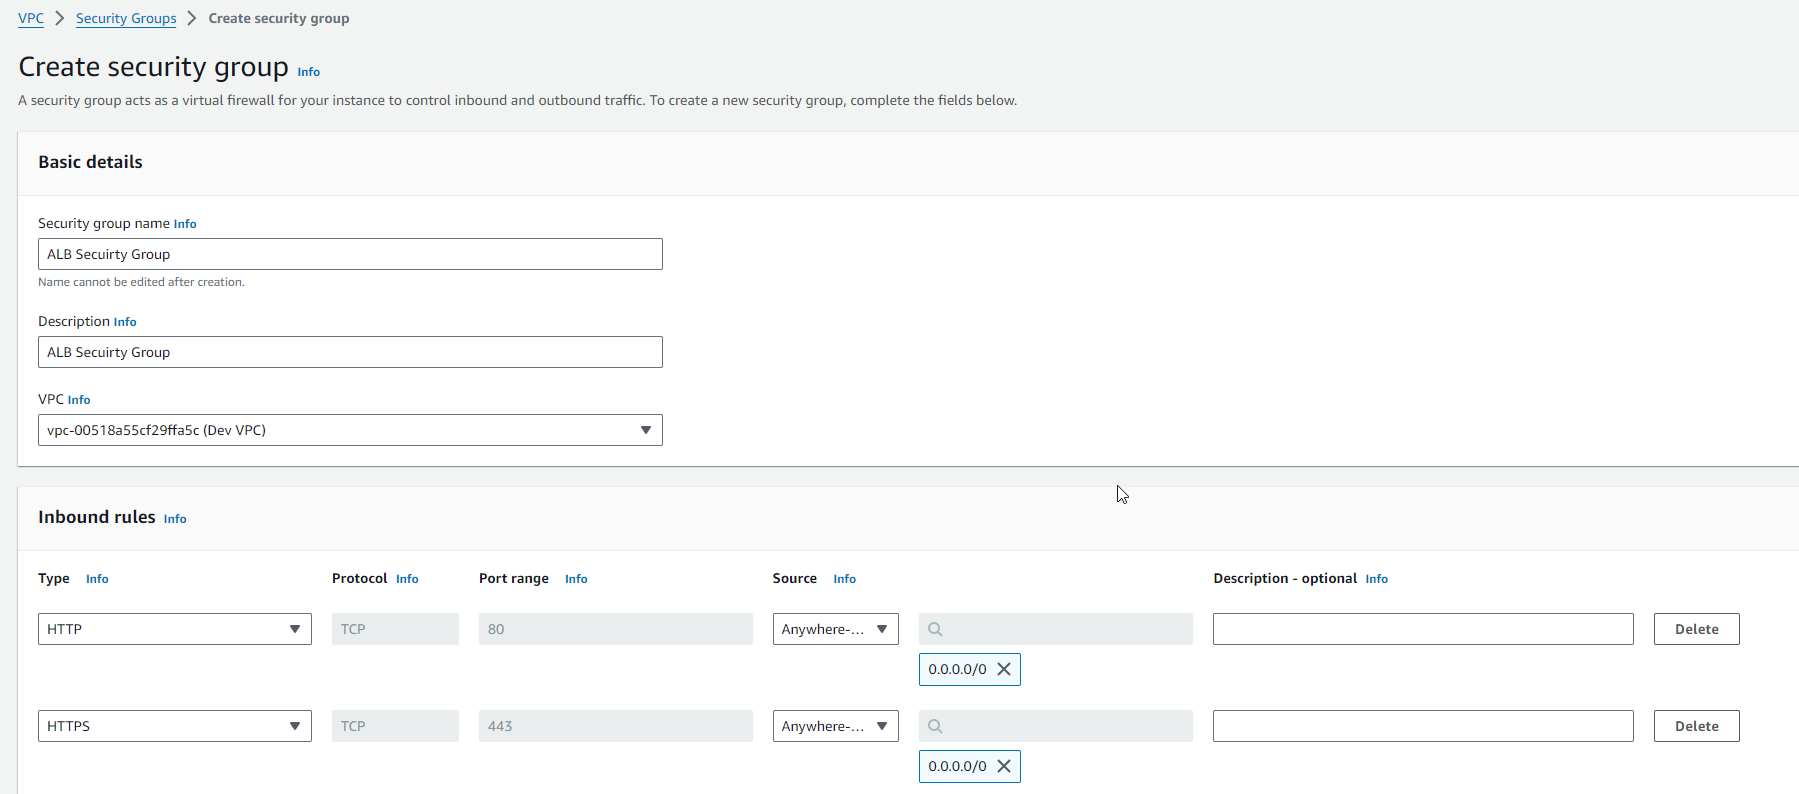 VPC > Security Groups > Create security group
Create security group Info
A security group acts as a virtual firewall for your instance to control inbound and outbound traffic. To create a new security group, complete the fields below.
Basic details
Security group name Info
ALB Secuirty Group
Name cannot be edited after creation.
Description Info
ALB Secuirty Group
VPC Info
vpc-00518a55cf29ffa5c (Dev VPC)
Inbound rules Info
Type Info Protocol Info Port range Info Source Info Description - optional Info
HTTP TCP 80 Anywhere-... Delete
0.0.0.0/0
HTTPS TCP 443 Anywhere-... Delete
0.0.0.0/0